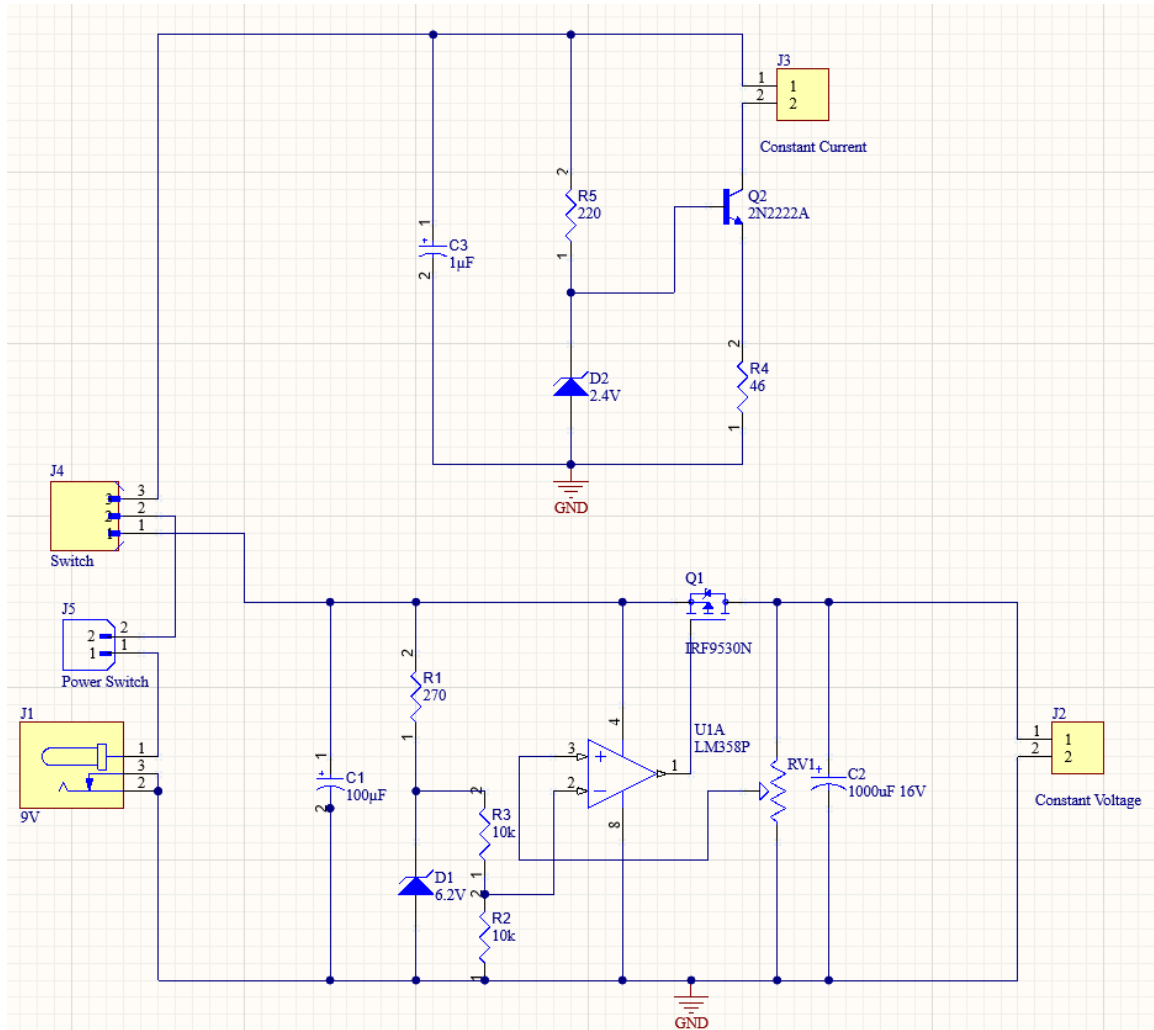 J3
1
1
2
2
Constant Current
2
R5
220
1
Q2
2N2222A
1
+
C3
1µF
2
2
R4
46
1
D2
2.4V
GND
J4
3
3
2
2
1
1
Switch
J5
2
2
1
1
Power Switch
J1
1
3
2
9V
Q1
IRF9530N
2
R1
270
1
1
+
C1
100µF
2
2
R3
10k
1
2
R2
10k
1
D1
6.2V
4
U1A
LM358P
3
+
1
2
−
8
RV1
+
C2
1000uF 16V
J2
1
1
2
2
Constant Voltage
GND